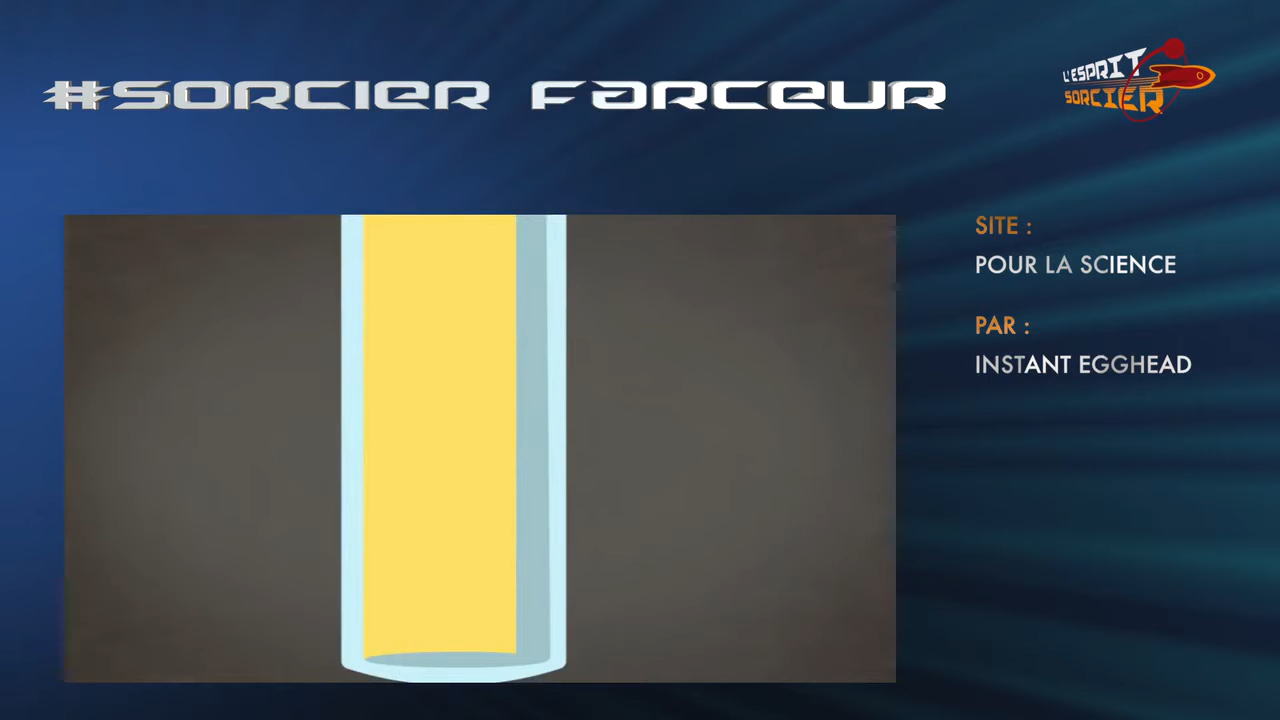 #SORCIER FARCEUR
L'ESPRIT
SORCIER
SITE :
POUR LA SCIENCE
PAR :
INSTANT EGGHEAD